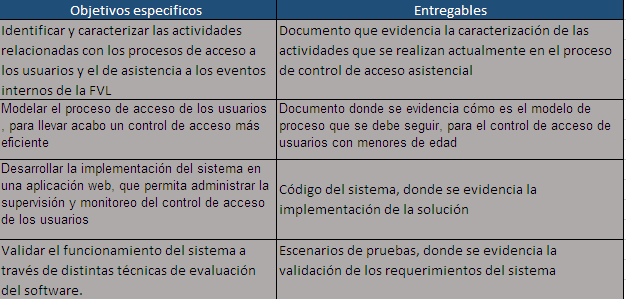 Objetivos especificos
Entregables
Identificar y caracterizar las actividades
relacionadas con los procesos de acceso a
los usuarios y el de asistencia a los eventos
internos de la FVL
Documento que evidencia la caracterización de las
actividades que se realizan actualmente en el proceso
de control de acceso asistencial
Modelar el proceso de acceso de los usuarios
, para llevar acabo un control de acceso más
eficiente
Documento donde se evidencia cómo es el modelo de
proceso que se debe seguir, para el control de acceso de
usuarios con menores de edad
Desarrollar la implementación del sistema en
una aplicación web, que permita administrar la
supervisión y monitoreo del control de acceso
de los usuarios
Código del sistema, donde se evidencia la
implementación de la solución
Validar el funcionamiento del sistema a
través de distintas técnicas de evaluación
del software.
Escenarios de pruebas, donde se evidencia la
validación de los requerimientos del sistema